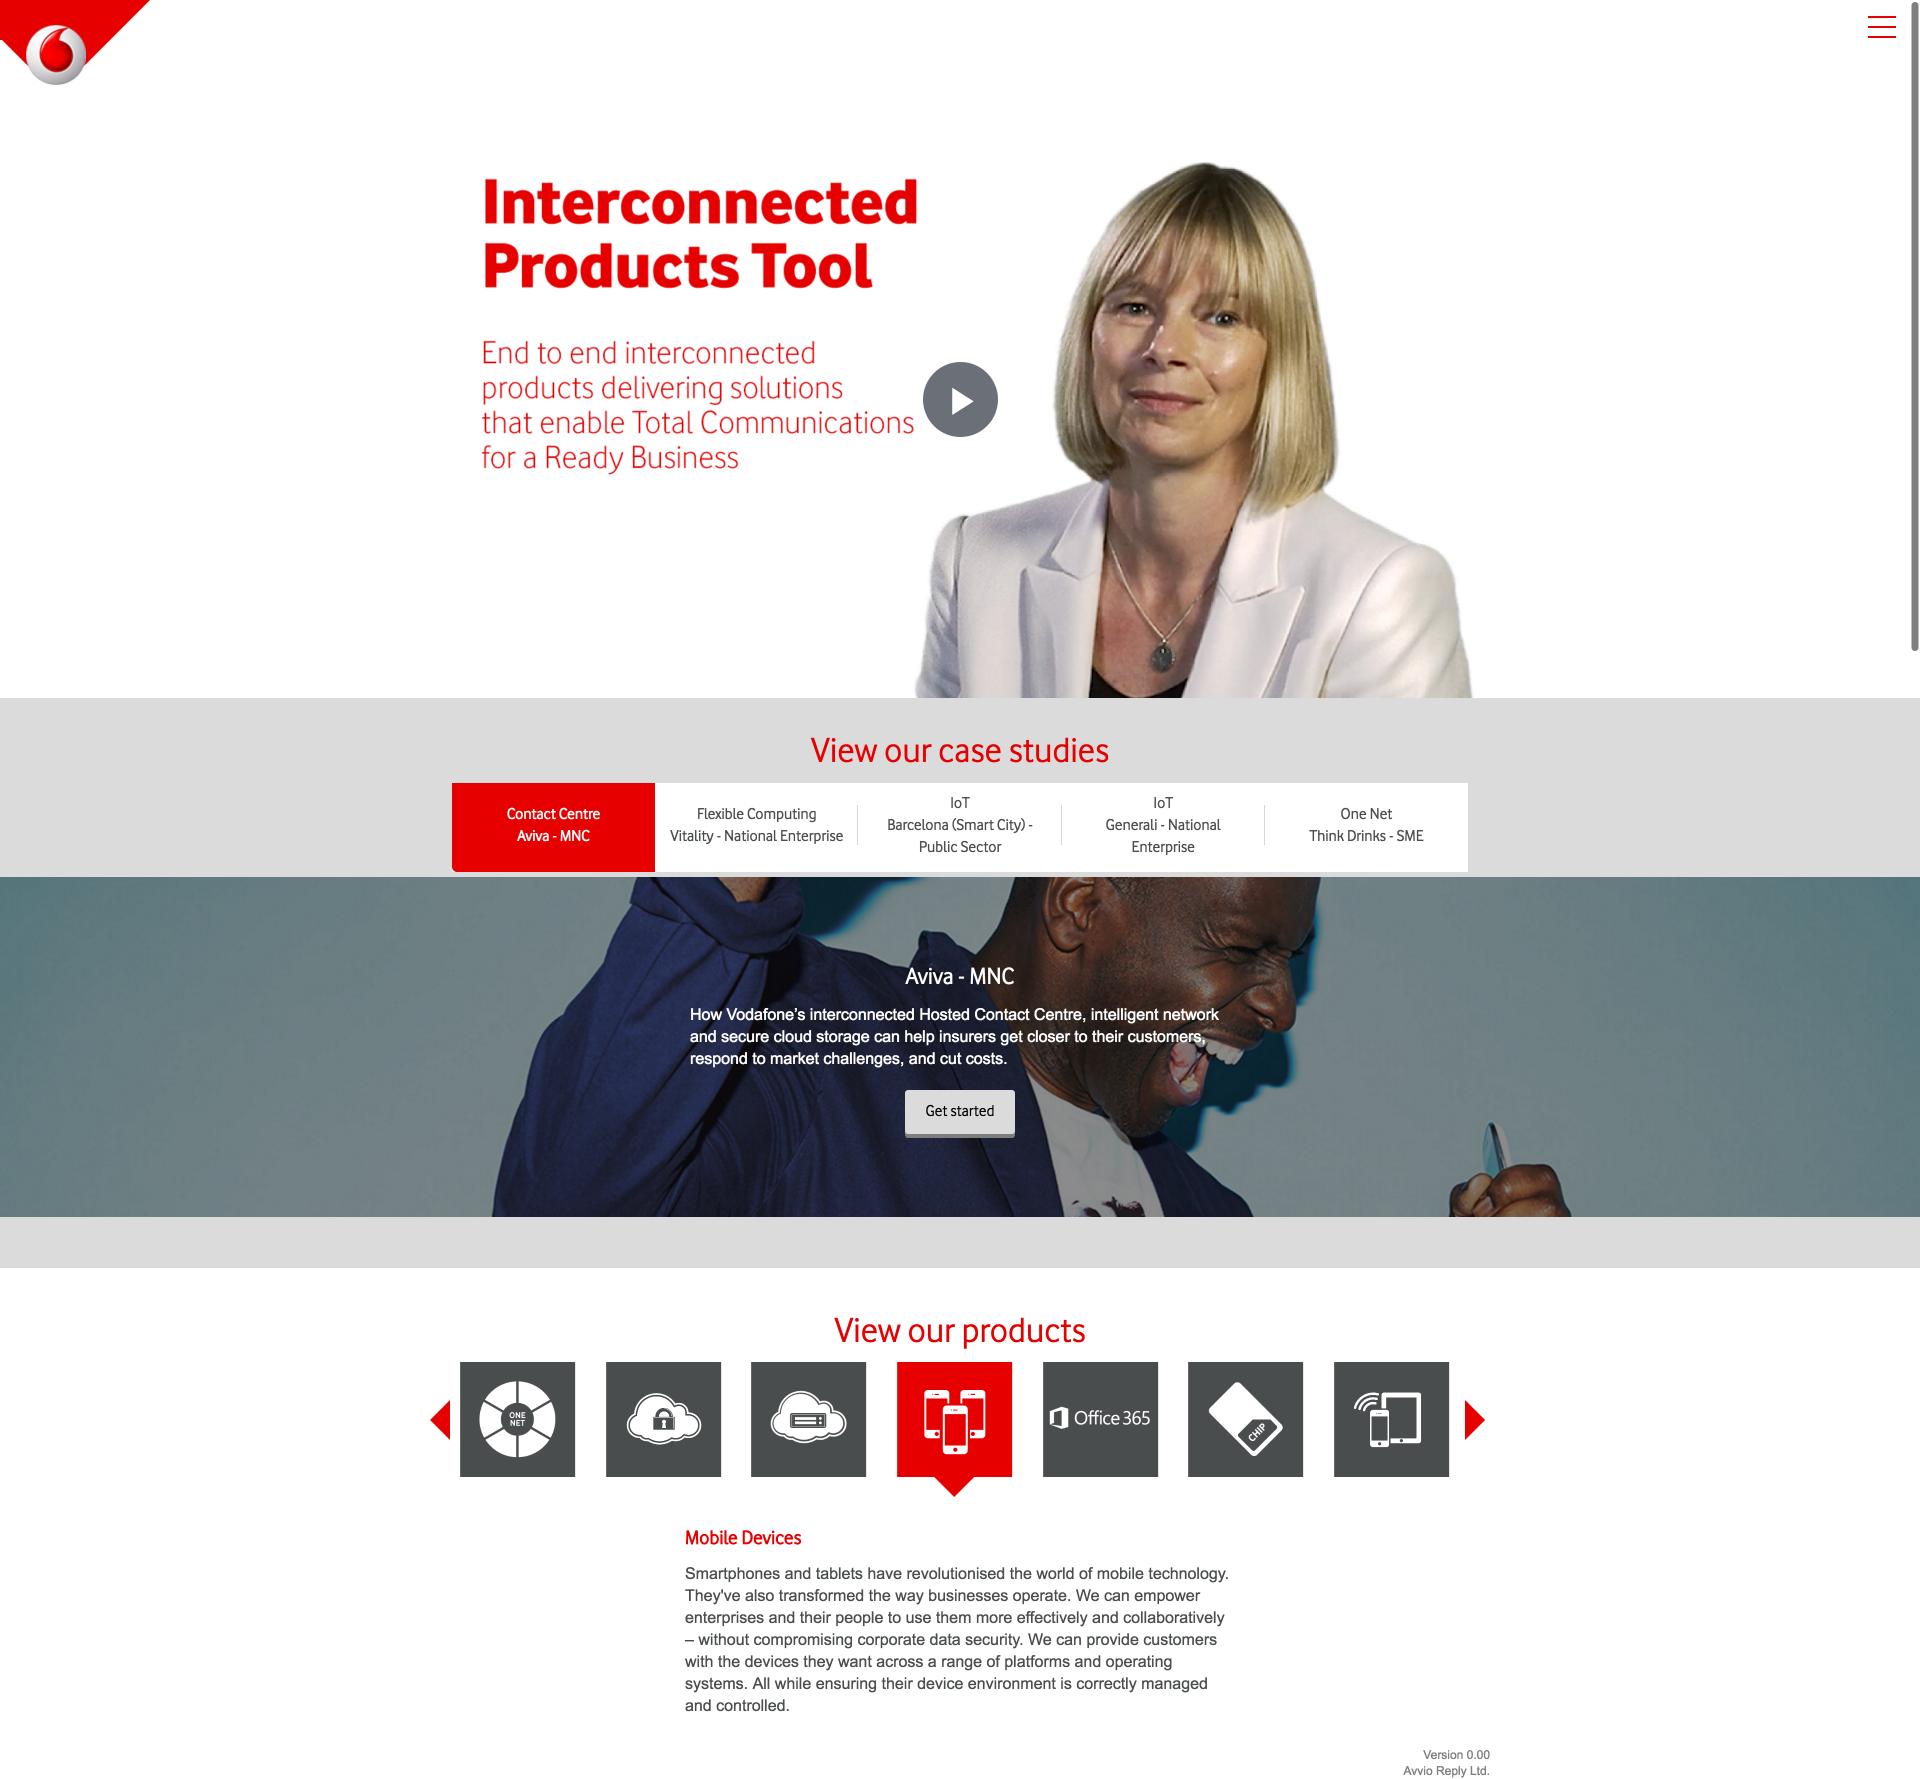 Interconnected
Products Tool
End to end interconnected
products delivering solutions
that enable Total Communications
for a Ready Business
View our case studies
Contact Centre
Aviva - MNC
Flexible Computing
Vitality - National Enterprise
IoT
Barcelona (Smart City) -
Public Sector
IoT
Generali - National
Enterprise
One Net
Think Drinks - SME
Aviva - MNC
How Vodafone’s interconnected Hosted Contact Centre, intelligent network
and secure cloud storage can help insurers get closer to their customers,
respond to market challenges, and cut costs.
Get started
View our products
ONE
NET
Office 365
CHIP
Mobile Devices
Smartphones and tablets have revolutionised the world of mobile technology.
They've also transformed the way businesses operate. We can empower
enterprises and their people to use them more effectively and collaboratively
– without compromising corporate data security. We can provide customers
with the devices they want across a range of platforms and operating
systems. All while ensuring their device environment is correctly managed
and controlled.
Version 0.00
Avvio Reply Ltd.